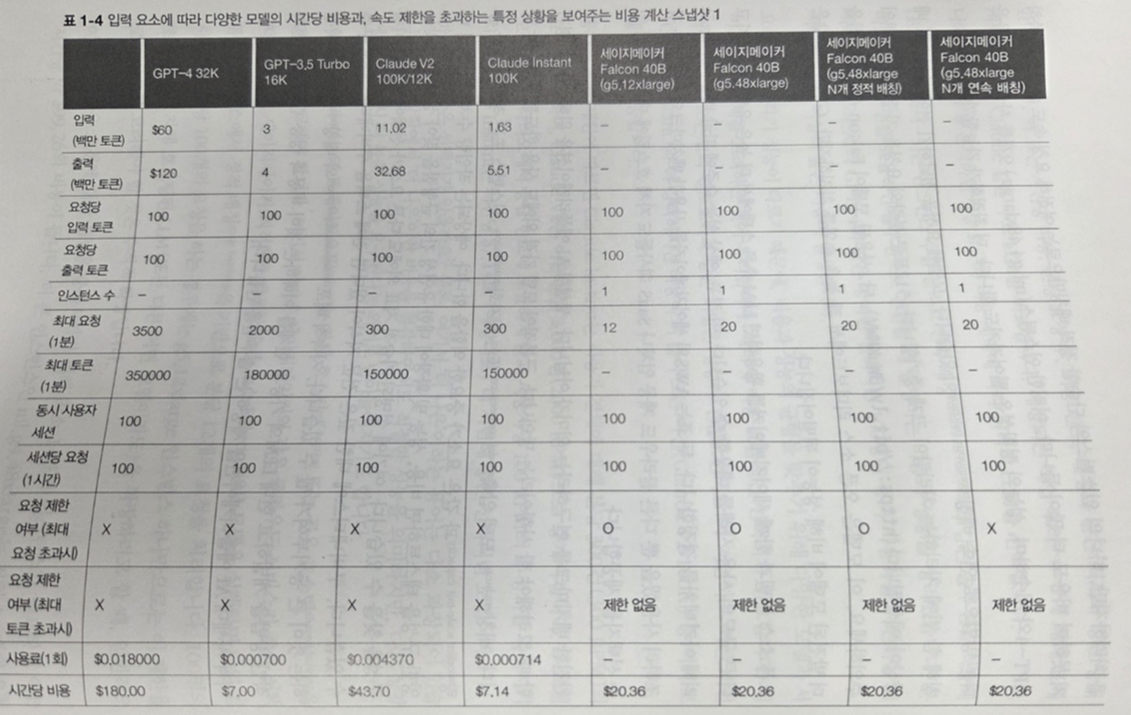 표 1-4 입력 요소에 따라 다양한 모델의 시간당 비용과, 속도 제한을 초과하는 특정 상황을 보여주는 비용 계산 스냅샷 1
GPT-4 32K
GPT-3.5 Turbo
16K
Claude V2
100K/12K
Claude Instant
100K
세이지메이커
Falcon 40B
(g5.12xlarge)
세이지메이커
Falcon 40B
(g5.48xlarge)
세이지메이커
Falcon 40B
(g5.48xlarge
N개 정적 배칭)
세이지메이커
Falcon 40B
(g5.48xlarge
N개 연속 배칭)
입력
(백만 토큰)
$60 3 11.02 1.63 – – – –
출력
(백만 토큰)
$120 4 32.68 5.51 – – – –
요청당
입력 토큰
100 100 100 100 100 100 100 100
요청당
출력 토큰
100 100 100 100 100 100 100 100
인스턴스 수 – – – – 1 1 1 1
최대 요청
(1분)
3500 2000 300 300 12 20 20 20
최대 토큰
(1분)
350000 180000 150000 150000 – – – –
동시 사용자
세션
100 100 100 100 100 100 100 100
세션당 요청
(1시간)
100 100 100 100 100 100 100 100
요청 제한
여부 (최대
요청 초과시)
X X X X O O O X
요청 제한
여부 (최대
토큰 초과시)
X X X X 제한 없음 제한 없음 제한 없음 제한 없음
사용료(1회) $0.018000 $0.000700 $0.004370 $0.000714 – – – –
시간당 비용 $180.00 $7.00 $43.70 $7.14 $20.36 $20.36 $20.36 $20.36